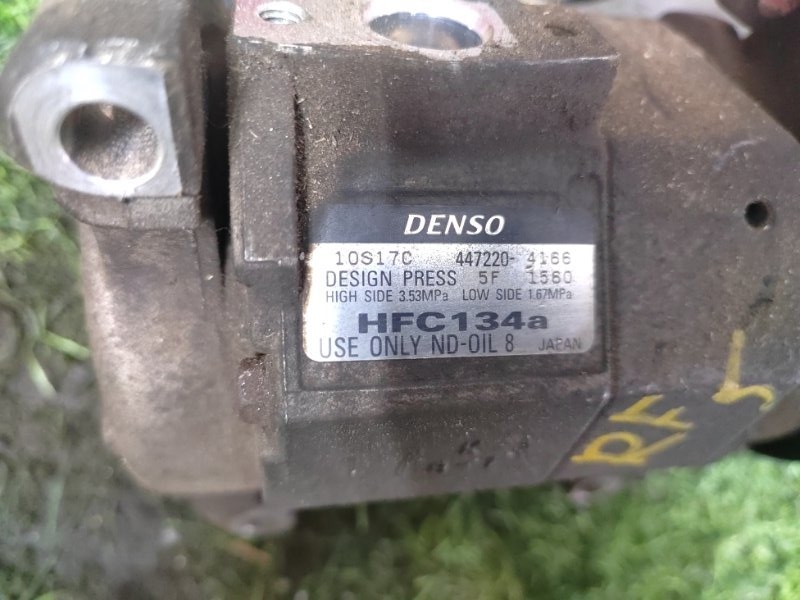 DENSO
10S17C 447220-4166
DESIGN PRESS 5F 1560
HIGH SIDE 3.53MPa LOW SIDE 1.67MPa
HFC134a
USE ONLY ND-OIL 8 JAPAN
RF 5